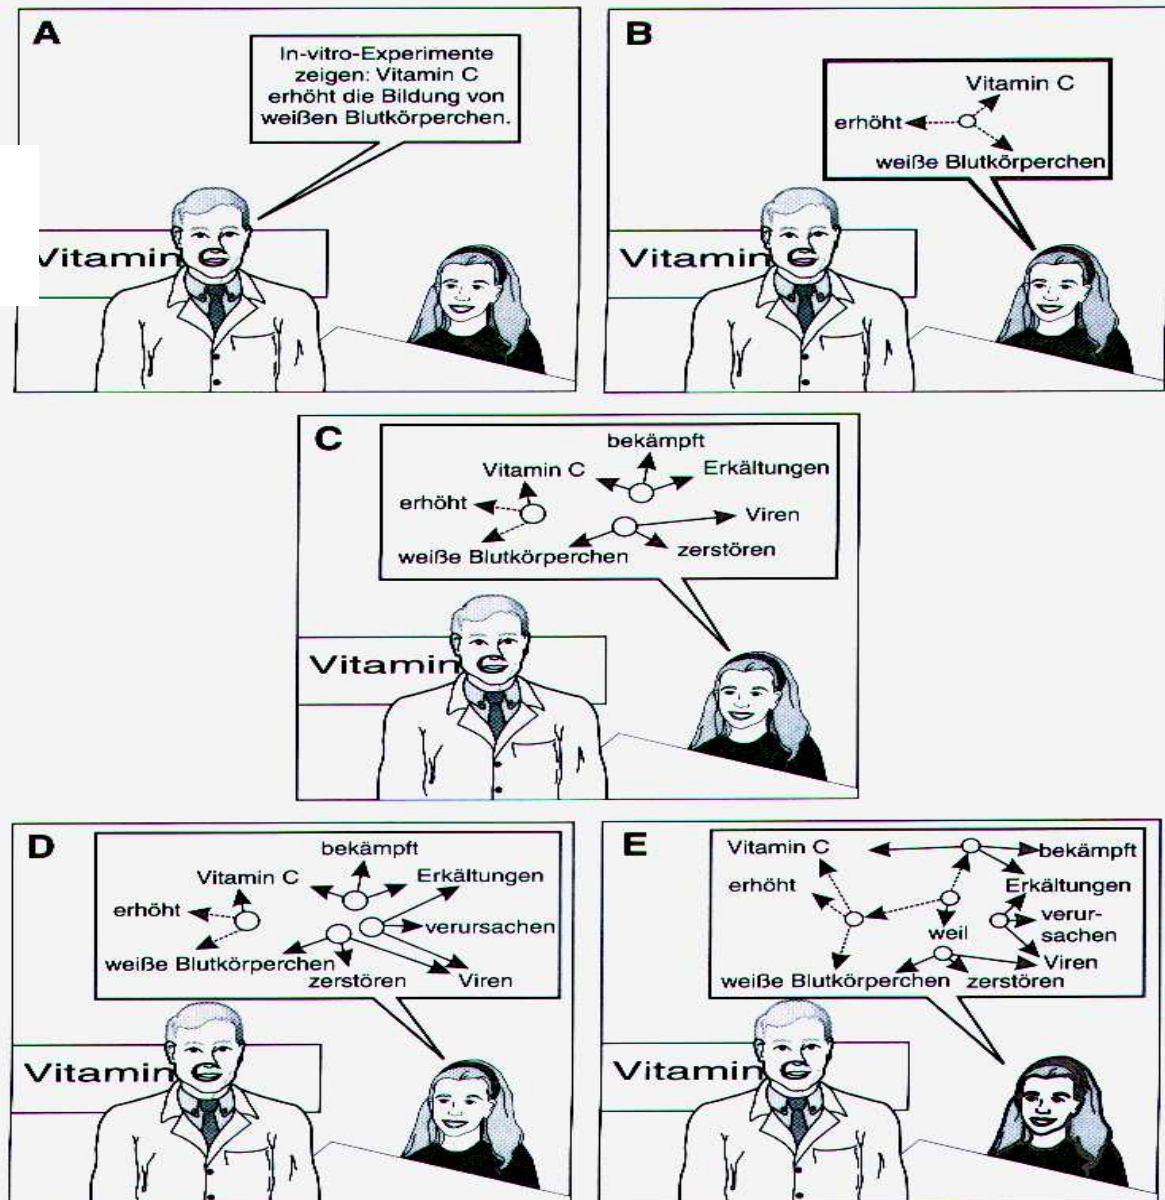 A
In-vitro-Experimente
zeigen: Vitamin C
erhöht die Bildung von
weißen Blutkörperchen.
Vitamin C
B
Vitamin C
erhöht
weiße Blutkörperchen
Vitamin C
C
bekämpft
Vitamin C
Erkältungen
erhöht
Viren
weiße Blutkörperchen
zerstören
Vitamin C
D
bekämpft
Vitamin C
Erkältungen
erhöht
verursachen
weiße Blutkörperchen
zerstören
Viren
Vitamin C
E
Vitamin C
bekämpft
erhöht
Erkältungen
verur-
sachen
weil
Viren
weiße Blutkörperchen
zerstören
Vitamin C